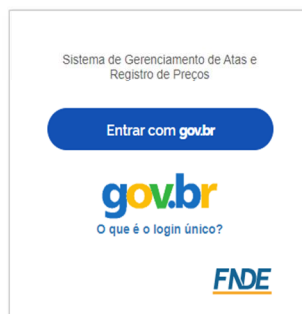 Sistema de Gerenciamento de Atas e
Registro de Preços
Entrar com gov.br
gov.br
O que é o login único?
FNDE